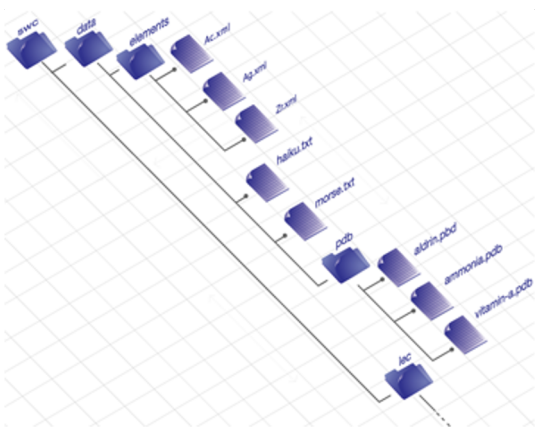 swc
data
elements
Ac.xml
Ag.xml
Zr.xml
haiku.txt
morse.txt
pdb
aldrin.pbd
ammonia.pdb
vitamin-a.pdb
lec